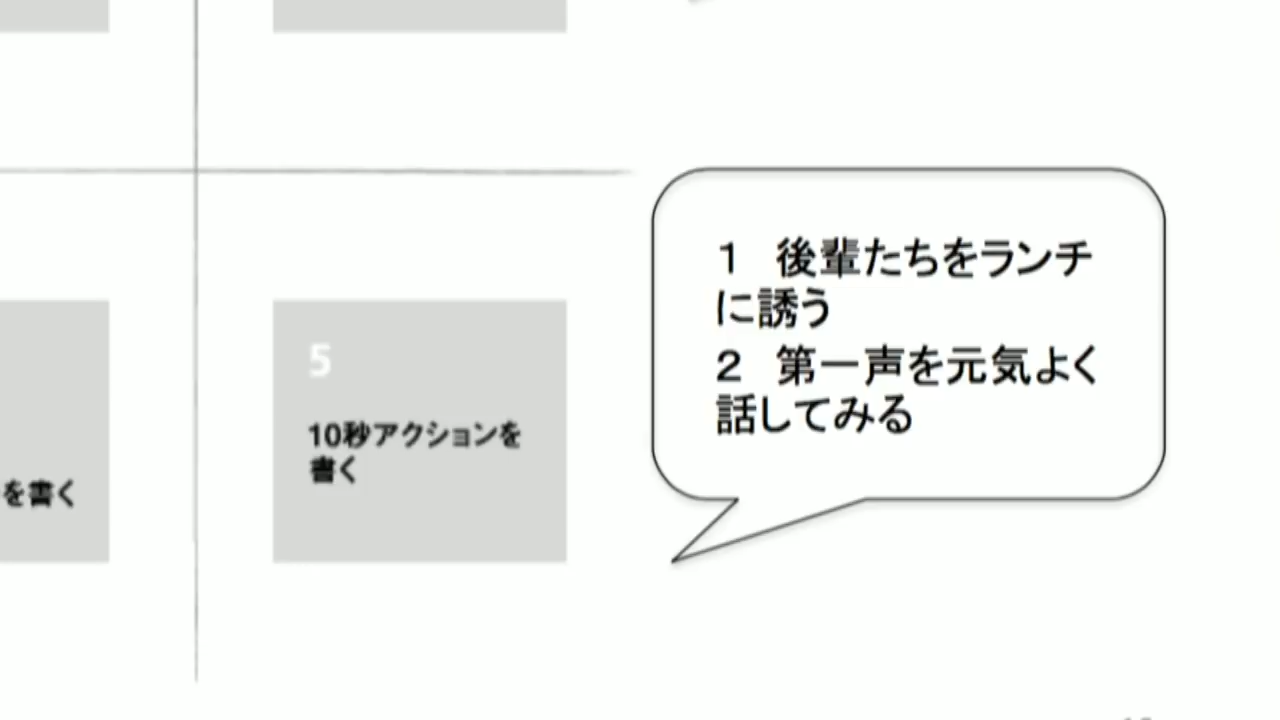 を書く
5
10秒アクションを
書く
１　後輩たちをランチ
に誘う
２　第一声を元気よく
話してみる